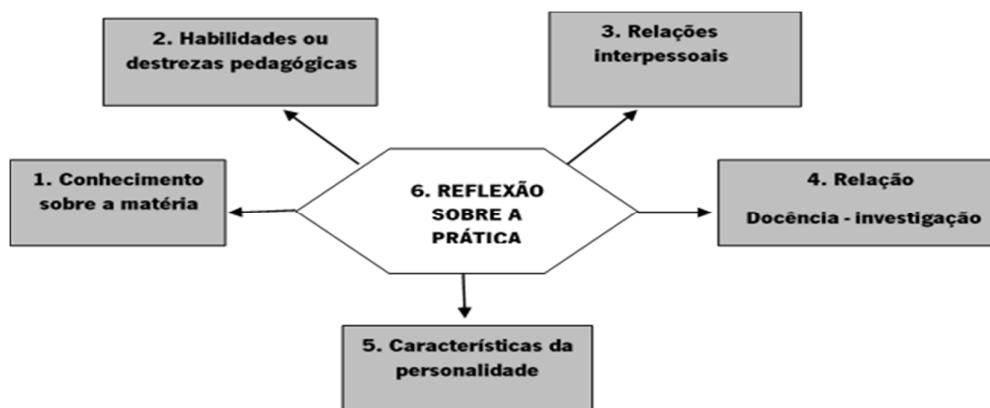 2. Habilidades ou
destrezas pedagógicas
3. Relações
interpessoais
1. Conhecimento
sobre a matéria
6. REFLEXÃO
SOBRE A
PRÁTICA
4. Relação
Docência - investigação
5. Características da
personalidade